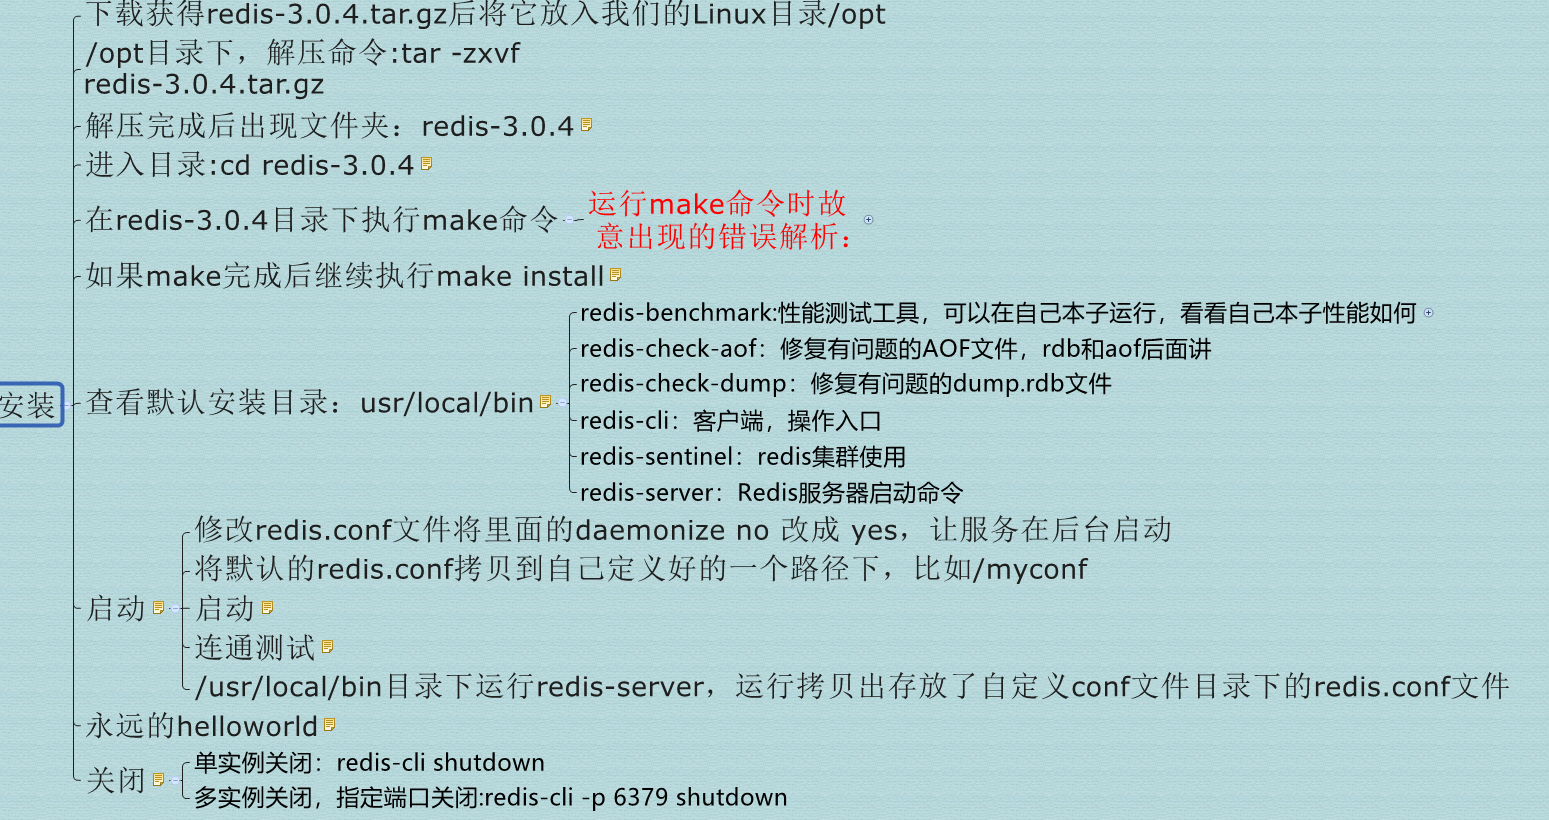 下载获得redis-3.0.4.tar.gz后将它放入我们的Linux目录/opt
/opt目录下，解压命令:tar -zxvf
redis-3.0.4.tar.gz
解压完成后出现文件夹：redis-3.0.4
进入目录:cd redis-3.0.4
在redis-3.0.4目录下执行make命令
运行make命令时故
意出现的错误解析：
如果make完成后继续执行make install
安装
查看默认安装目录：usr/local/bin
redis-benchmark:性能测试工具，可以在自己本子运行，看看自己本子性能如何
redis-check-aof：修复有问题的AOF文件，rdb和aof后面讲
redis-check-dump：修复有问题的dump.rdb文件
redis-cli：客户端，操作入口
redis-sentinel：redis集群使用
redis-server：Redis服务器启动命令
启动
修改redis.conf文件将里面的daemonize no 改成 yes，让服务在后台启动
将默认的redis.conf拷贝到自己定义好的一个路径下，比如/myconf
启动
连通测试
/usr/local/bin目录下运行redis-server，运行拷贝出存放了自定义conf文件目录下的redis.conf文件
永远的helloworld
关闭
单实例关闭：redis-cli shutdown
多实例关闭，指定端口关闭:redis-cli -p 6379 shutdown